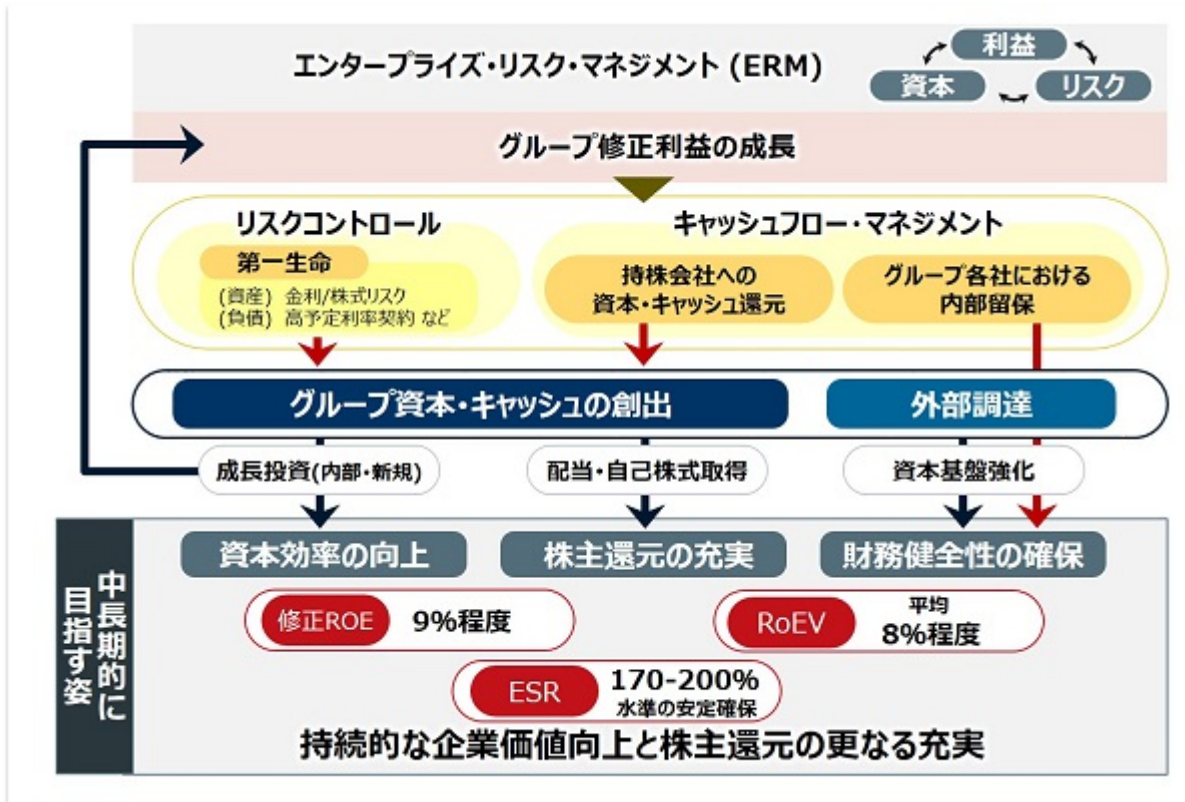 エンタープライズ・リスク・マネジメント (ERM)
利益
資本
リスク
グループ修正利益の成長
リスクコントロール
第一生命
(資産) 金利/株式リスク
(負債) 高予定利率契約 など
キャッシュフロー・マネジメント
持株会社への
資本・キャッシュ還元
グループ各社における
内部留保
グループ資本・キャッシュの創出
外部調達
成長投資(内部・新規)
配当・自己株式取得
資本基盤強化
中長期的に
目指す姿
資本効率の向上
株主還元の充実
財務健全性の確保
修正ROE 9%程度
RoEV
平均
8%程度
ESR
170-200%
水準の安定確保
持続的な企業価値向上と株主還元の更なる充実